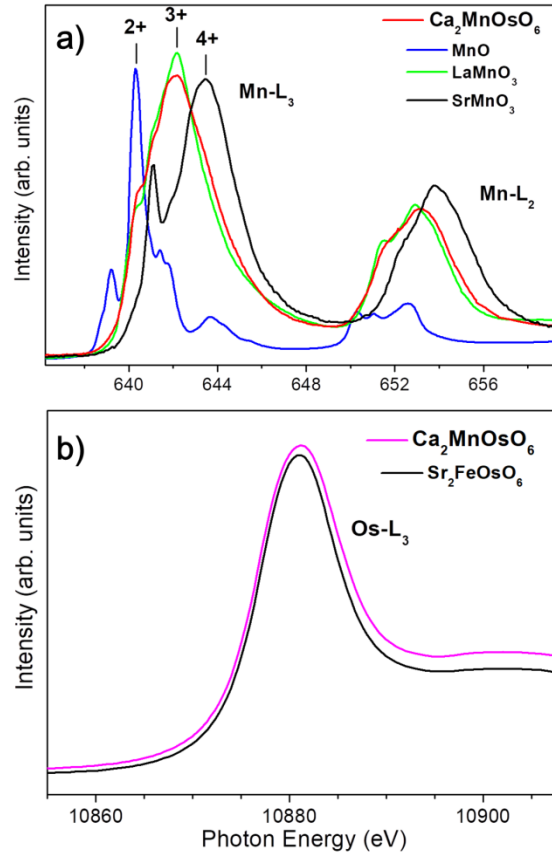 a)
2+
3+
4+
Ca₂MnOsO₆
MnO
LaMnO₃
SrMnO₃
Mn-L₃
Mn-L₂
Intensity (arb. units)
640 644 648 652 656
b)
Ca₂MnOsO₆
Sr₂FeOsO₆
Os-L₃
Intensity (arb. units)
10860 10880 10900
Photon Energy (eV)